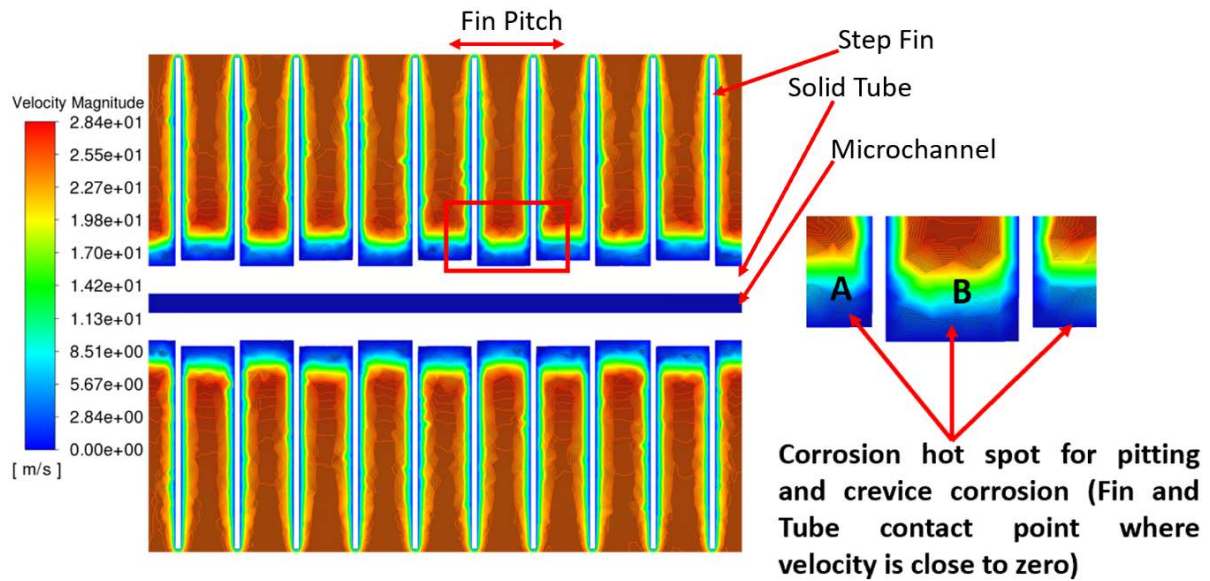 Fin Pitch
Step Fin
Solid Tube
Microchannel
Velocity Magnitude
2.84e+01
2.55e+01
2.27e+01
1.98e+01
1.70e+01
1.42e+01
1.13e+01
8.51e+00
5.67e+00
2.84e+00
0.00e+00
[ m/s ]
A
B
Corrosion hot spot for pitting
and crevice corrosion (Fin and
Tube contact point where
velocity is close to zero)